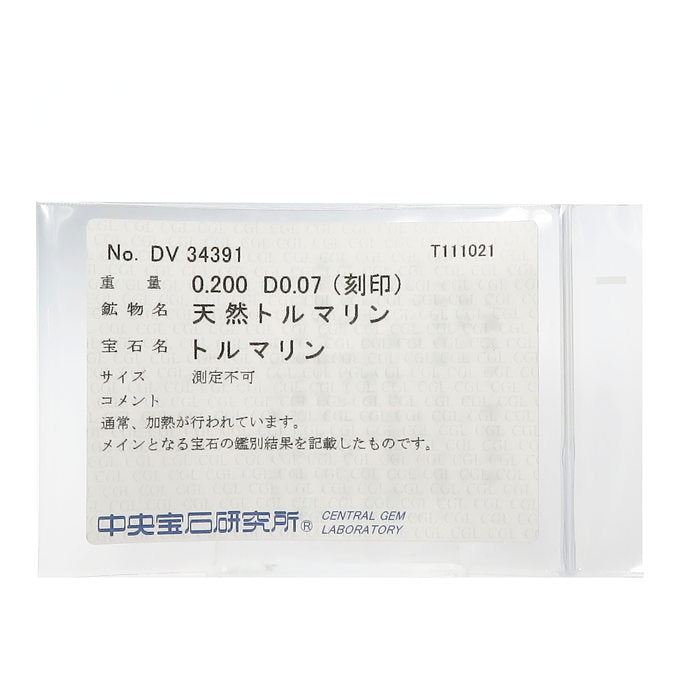 No. DV 34391 T111021
重量 0.200 D0.07 (刻印)
鉱物名 天然トルマリン
宝石名 トルマリン
サイズ 測定不可
コメント
通常、加熱が行われています。
メインとなる宝石の鑑別結果を記載したものです。
中央宝石研究所® CENTRAL GEM
LABORATORY